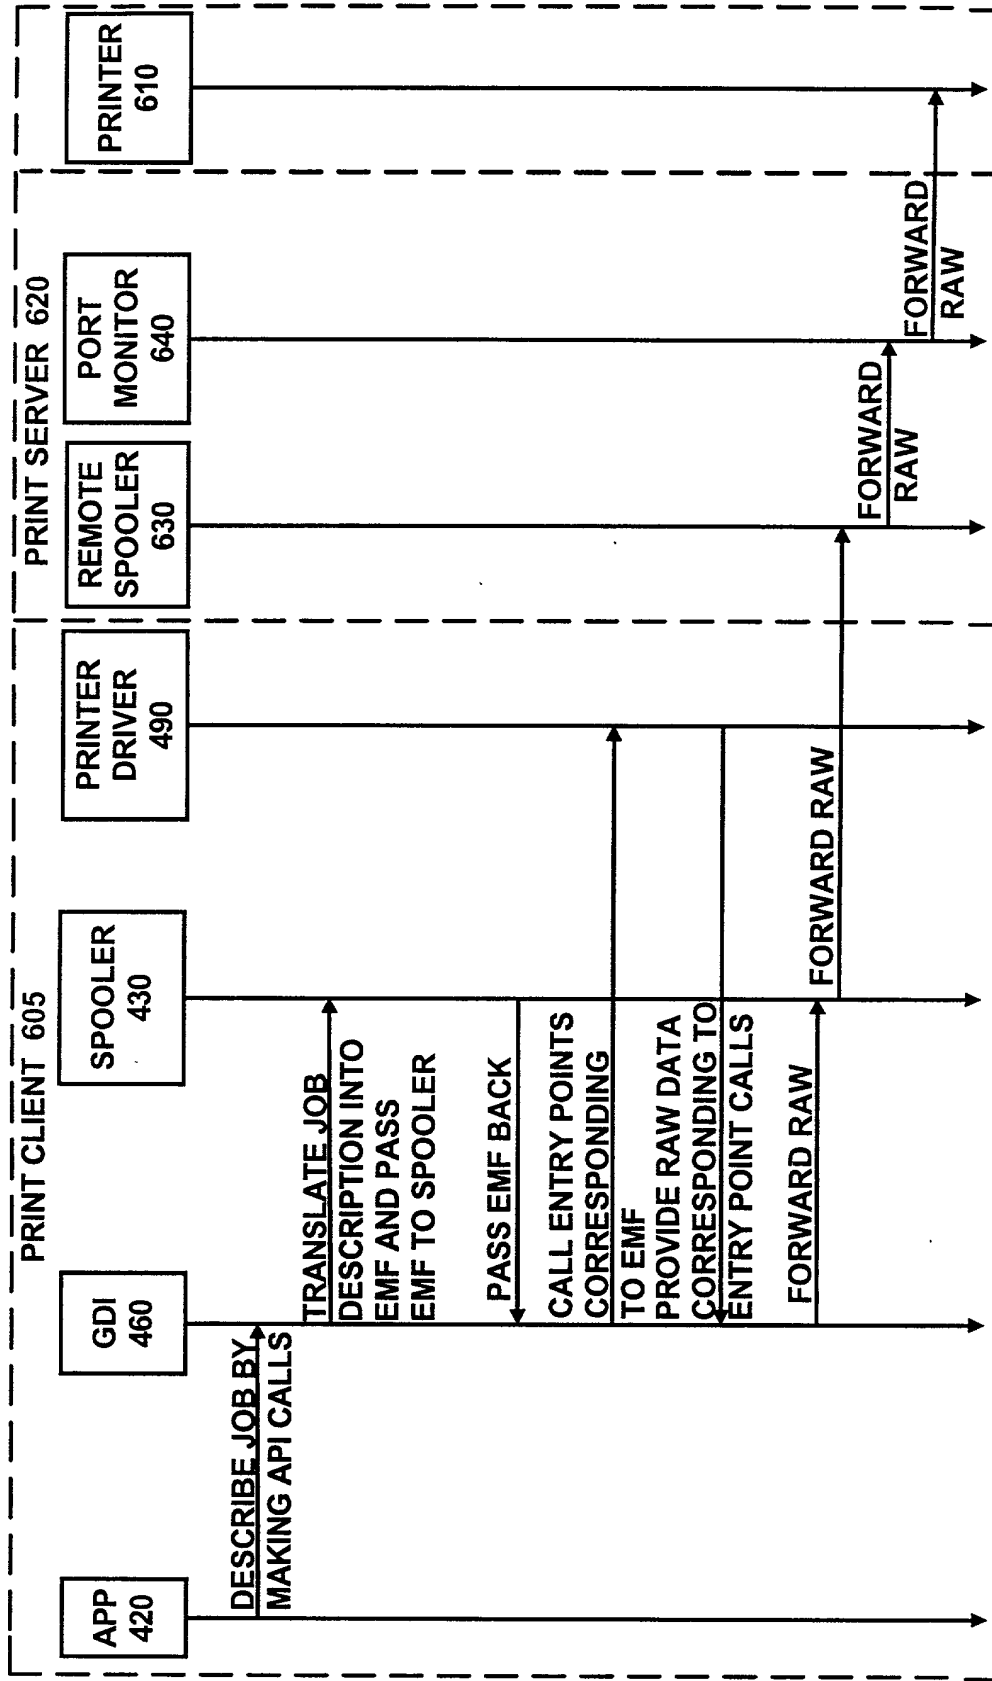 PRINT CLIENT 605
PRINT SERVER 620
APP
420
GDI
460
SPOOLER
430
PRINTER
DRIVER
490
REMOTE
SPOOLER
630
PORT
MONITOR
640
PRINTER
610
DESCRIBE JOB BY
MAKING API CALLS
TRANSLATE JOB
DESCRIPTION INTO
EMF AND PASS
EMF TO SPOOLER
PASS EMF BACK
CALL ENTRY POINTS
CORRESPONDING
TO EMF
PROVIDE RAW DATA
CORRESPONDING TO
ENTRY POINT CALLS
FORWARD RAW
FORWARD RAW
FORWARD
RAW
FORWARD
RAW